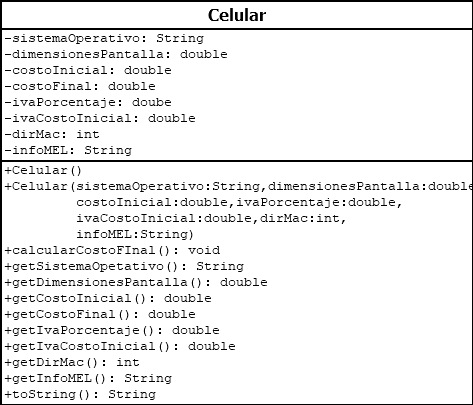 Celular
-sistemaOperativo: String
-dimensionesPantalla: double
-costoInicial: double
-costoFinal: double
-ivaPorcentaje: doube
-ivaCostoInicial: double
-dirMac: int
-infoMEL: String
+Celular()
+Celular(sistemaOperativo:String,dimensionesPantalla:double
costoInicial:double,ivaPorcentaje:double,
ivaCostoInicial:double,dirMac:int,
infoMEL:String)
+calcularCostoFInal(): void
+getSistemaOpetativo(): String
+getDimensionesPantalla(): double
+getCostoInicial(): double
+getCostoFinal(): double
+getIvaPorcentaje(): double
+getIvaCostoInicial(): double
+getDirMac(): int
+getInfoMEL(): String
+toString(): String